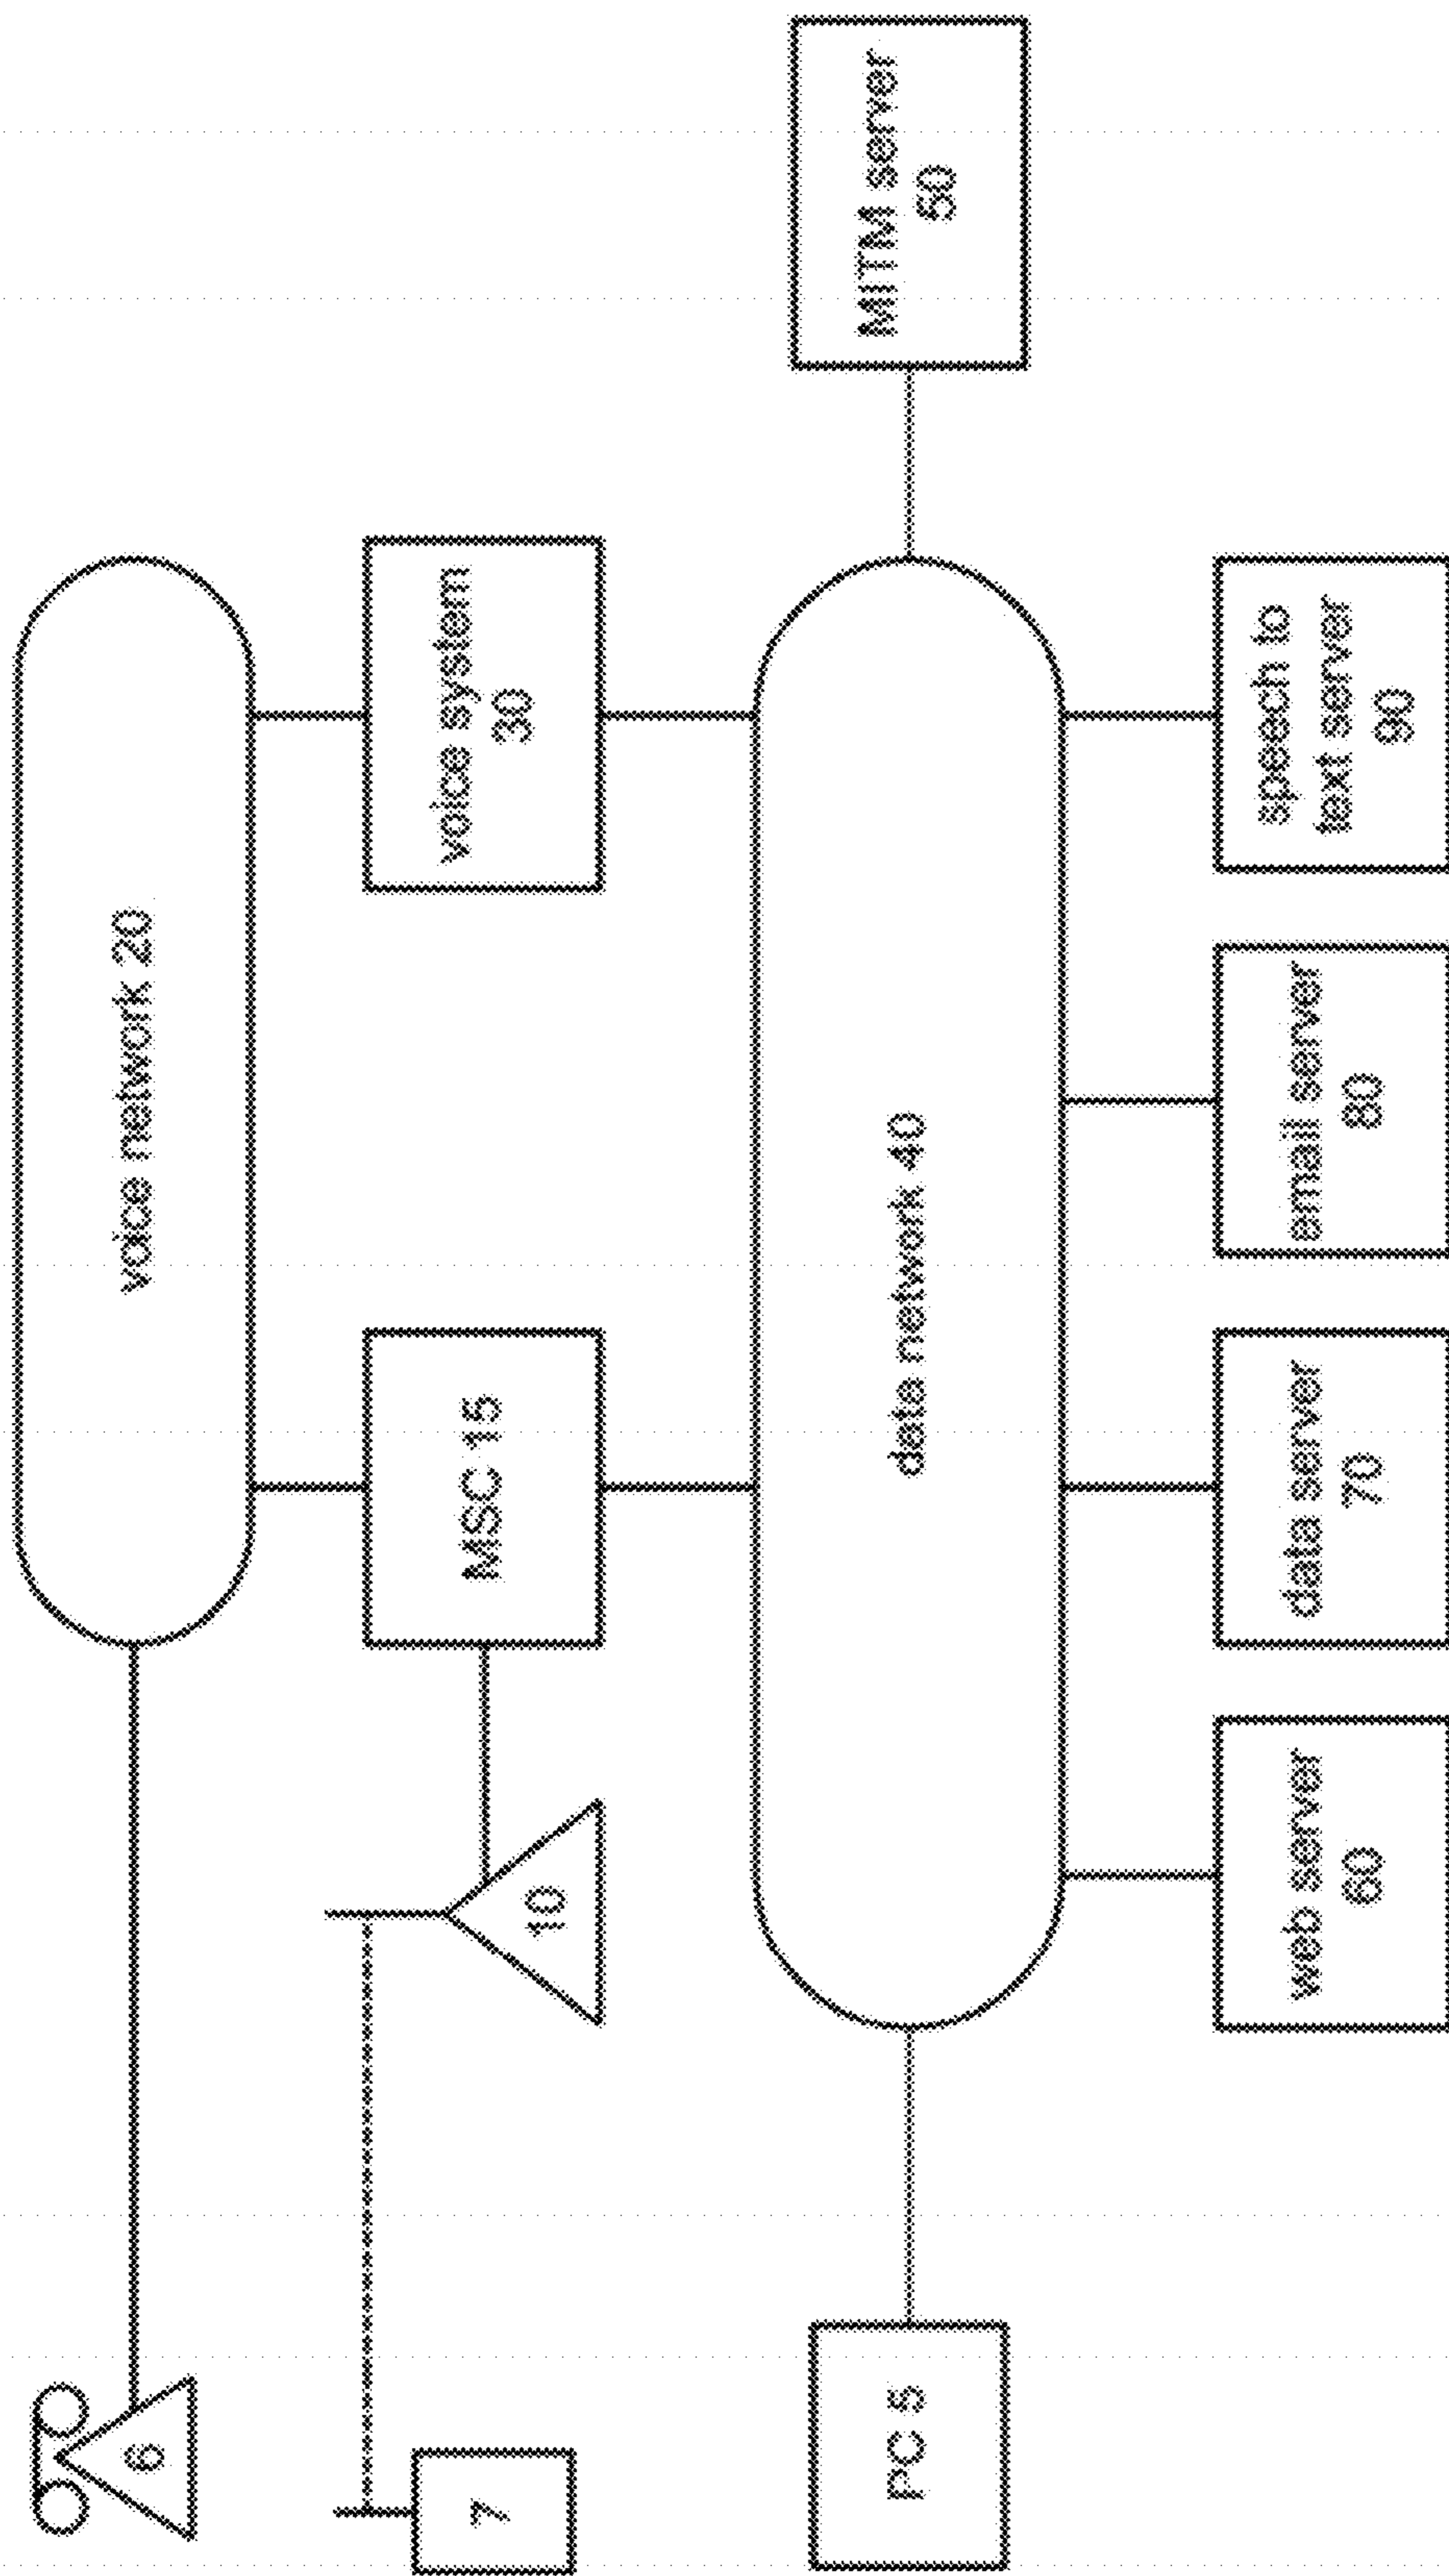 6
voice network 20
7
10
MSC 15
voice system
30
PC 5
data network 40
MITM server
50
web server
60
data server
70
email server
80
speech to
text server
90